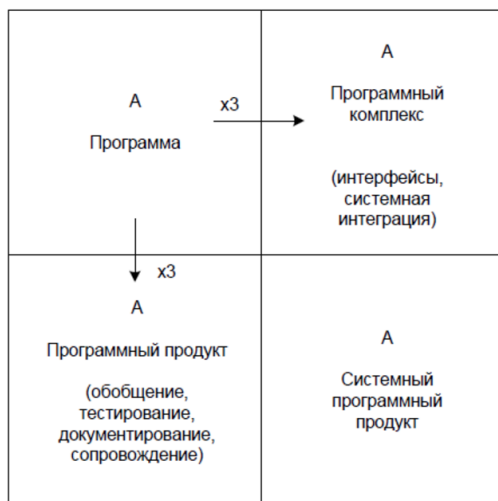 А
Программа
x3
А
Программный
комплекс
(интерфейсы,
системная
интеграция)
x3
А
Программный продукт
(обобщение,
тестирование,
документирование,
сопровождение)
А
Системный
программный
продукт